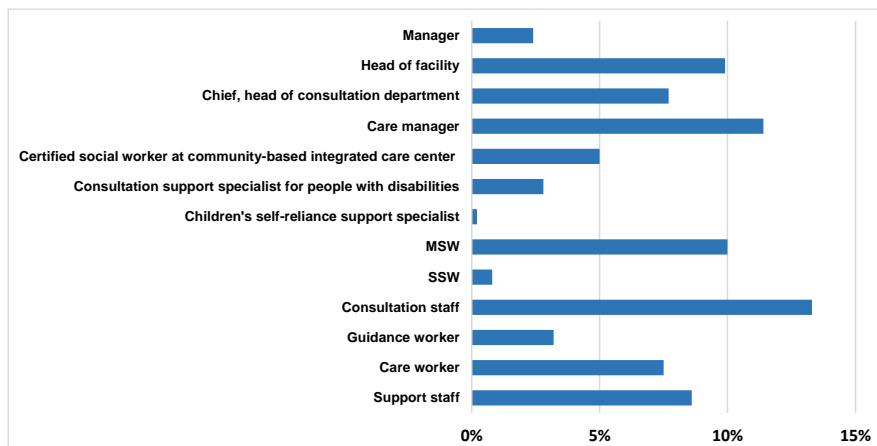 Manager
Head of facility
Chief, head of consultation department
Care manager
Certified social worker at community-based integrated care center
Consultation support specialist for people with disabilities
Children's self-reliance support specialist
MSW
SSW
Consultation staff
Guidance worker
Care worker
Support staff
0% 5% 10% 15%